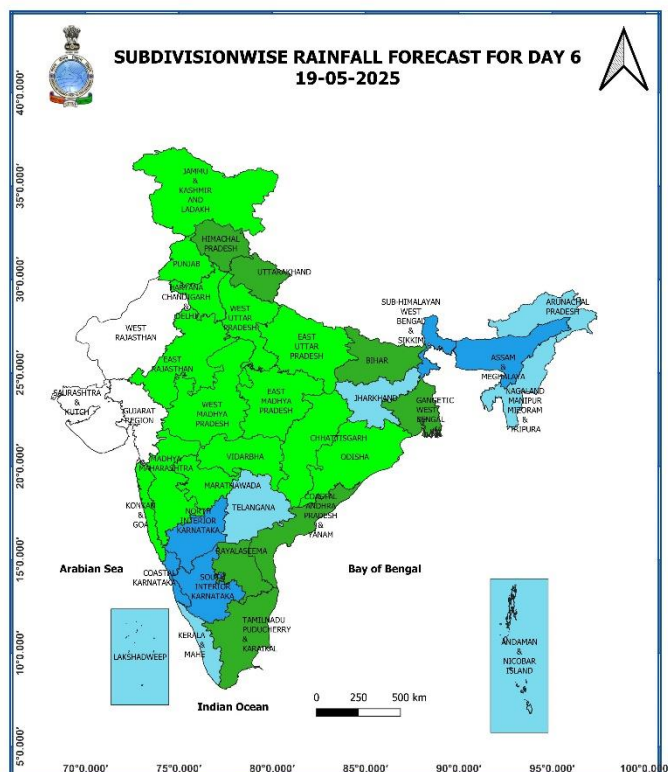 SUBDIVISIONWISE RAINFALL FORECAST FOR DAY 6
19-05-2025
40°0.000'
35°0.000'
30°0.000'
25°0.000'
20°0.000'
15°0.000'
10°0.000'
5°0.000'
JAMMU
&
KASHMIR
AND
LADAKH
HIMACHAL
PRADESH
UTTARAKHAND
PUNJAB
HARYANA
CHANDIGARH
&
DELHI
WEST
UTTAR
PRADESH
EAST
UTTAR
PRADESH
WEST
RAJASTHAN
EAST
RAJASTHAN
SUB-HIMALAYAN
WEST
BENGAL
&
SIKKIM
ARUNACHAL
PRADESH
ASSAM
&
MEGHALAYA
NAGALAND
MANIPUR
MIZORAM
&
TRIPURA
BIHAR
JHARKHAND
GANGETIC
WEST
BENGAL
SAURASHTRA
&
KUTCH
GUJARAT
REGION
WEST
MADHYA
PRADESH
EAST
MADHYA
PRADESH
CHHATTISGARH
ODISHA
VIDARBHA
MADHYA
MAHARASHTRA
MARATHAWADA
KONKAN
&
GOA
TELANGANA
COASTAL
ANDHRA
PRADESH
&
YANAM
NORTH
INTERIOR
KARNATAKA
RAYALASEEMA
COASTAL
KARNATAKA
SOUTH
INTERIOR
KARNATAKA
TAMILNADU
PUDUCHERRY
&
KARAIKAL
KERALA
&
MAHE
LAKSHADWEEP
ANDAMAN
&
NICOBAR
ISLAND
Arabian Sea
Bay of Bengal
Indian Ocean
0 250 500 km
70°0.000' 75°0.000' 80°0.000' 85°0.000' 90°0.000' 95°0.000' 100°0.0